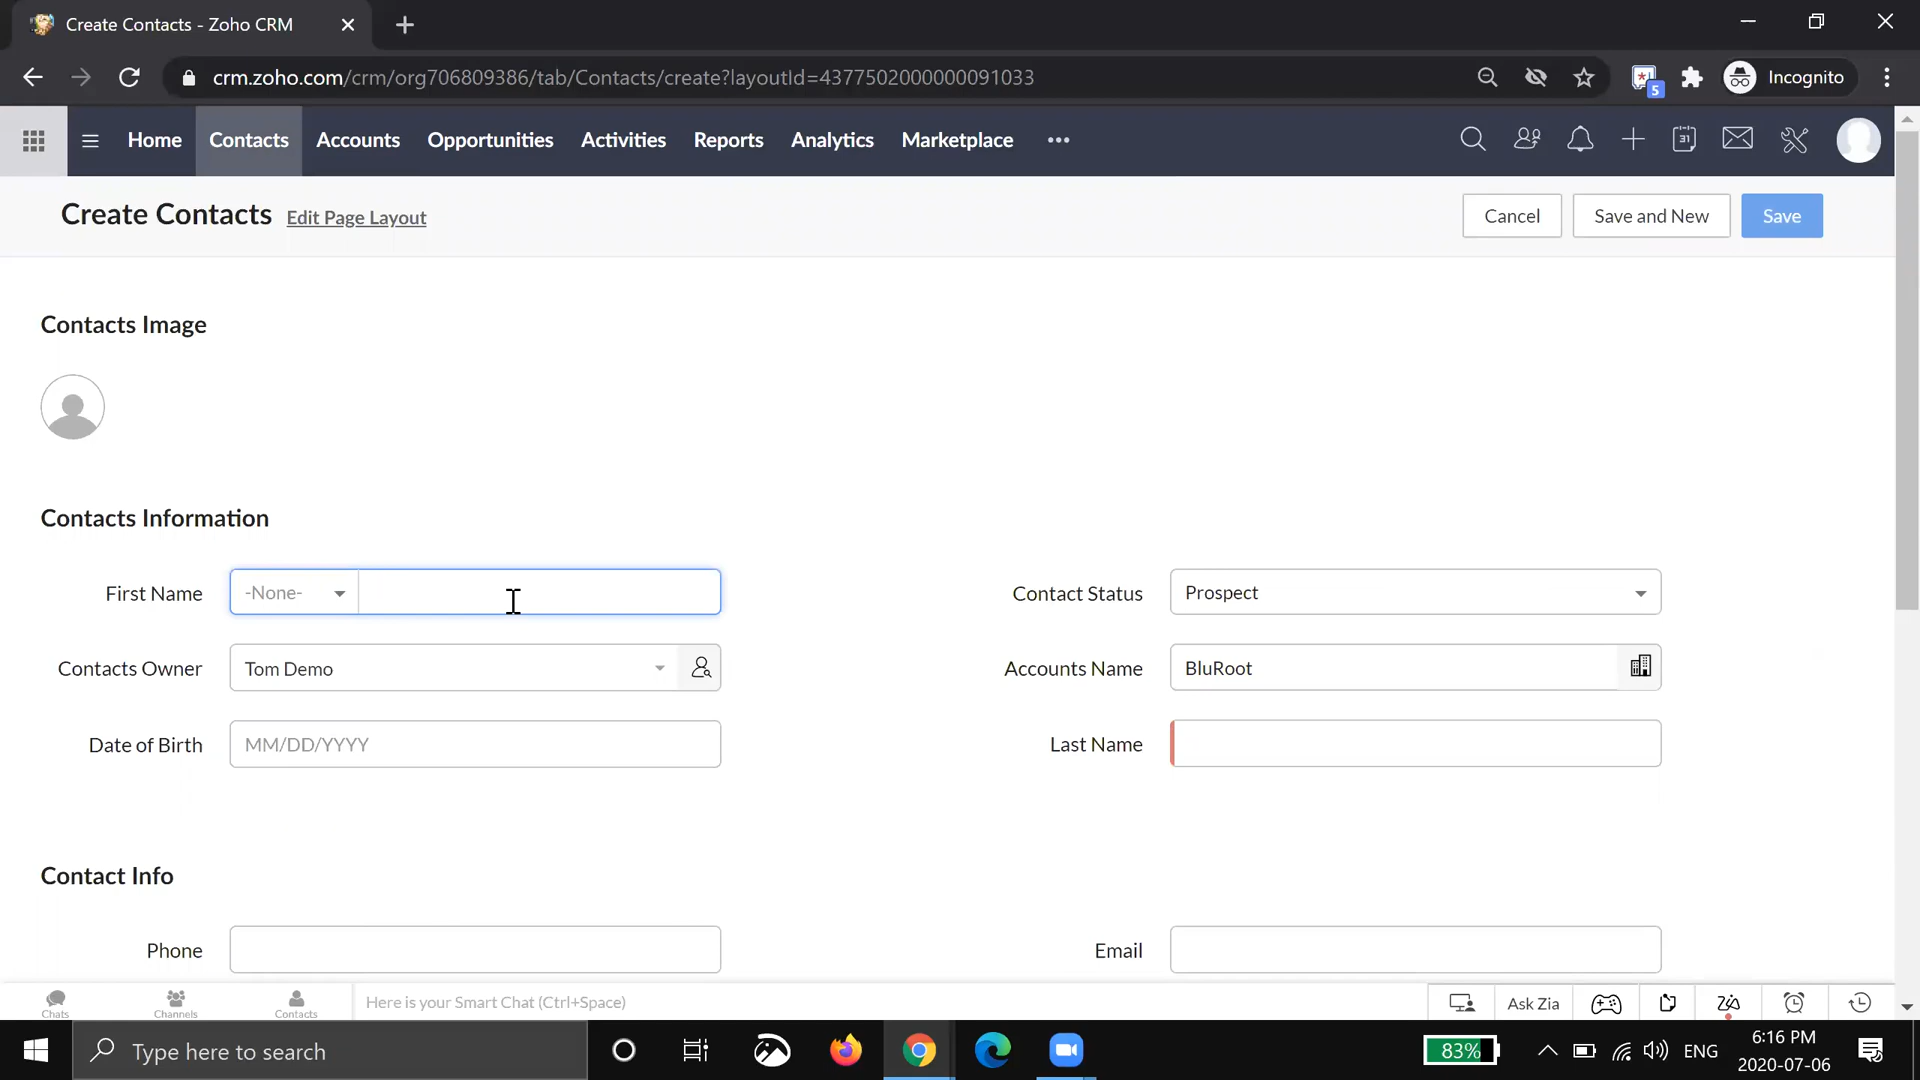 Create Contacts - Zoho CRM
crm.zoho.com/crm/org706809386/tab/Contacts/create?layoutId=4377502000000091033
5
Incognito
Home
Contacts
Accounts
Opportunities
Activities
Reports
Analytics
Marketplace
31
Create Contacts
Edit Page Layout
Cancel
Save and New
Save
Contacts Image
Contacts Information
First Name
-None-
Contact Status
Prospect
Contacts Owner
Tom Demo
Accounts Name
BluRoot
Date of Birth
MM/DD/YYYY
Last Name
Contact Info
Phone
Email
Chats
Channels
Contacts
Here is your Smart Chat (Ctrl+Space)
Ask Zia
Type here to search
83%
ENG
6:16 PM
2020-07-06